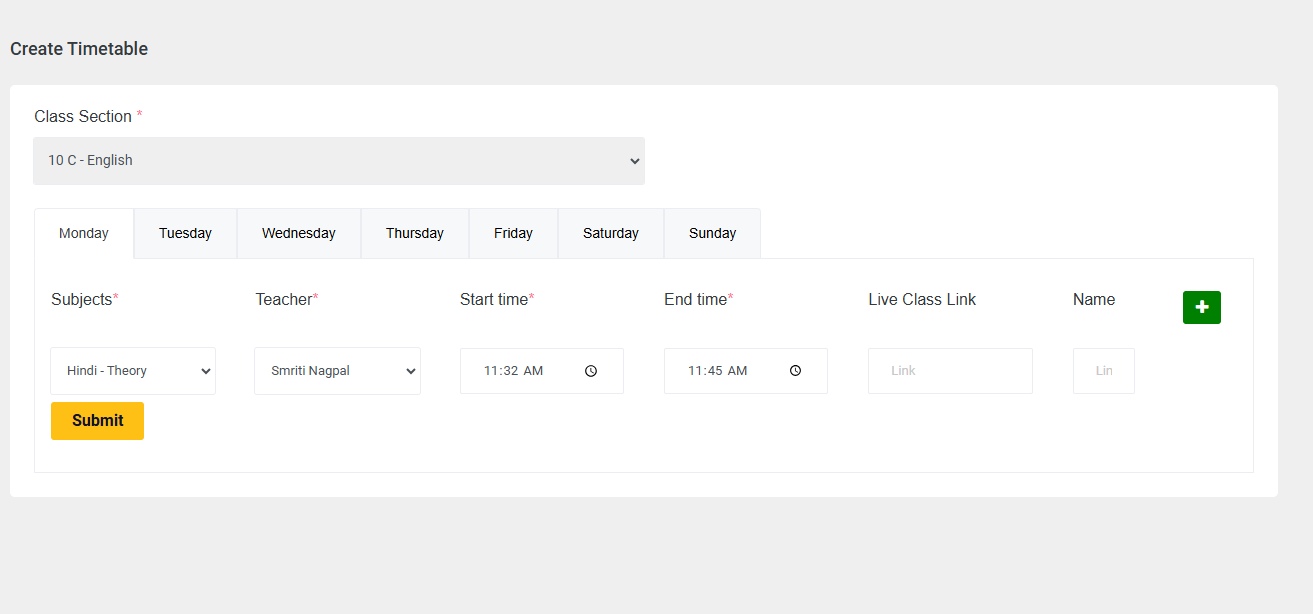 Create Timetable
Class Section *
10 C - English
Monday Tuesday Wednesday Thursday Friday Saturday Sunday
Subjects* Teacher* Start time* End time* Live Class Link Name
Hindi - Theory Smriti Nagpal 11:32 AM 11:45 AM Link Lin
Submit